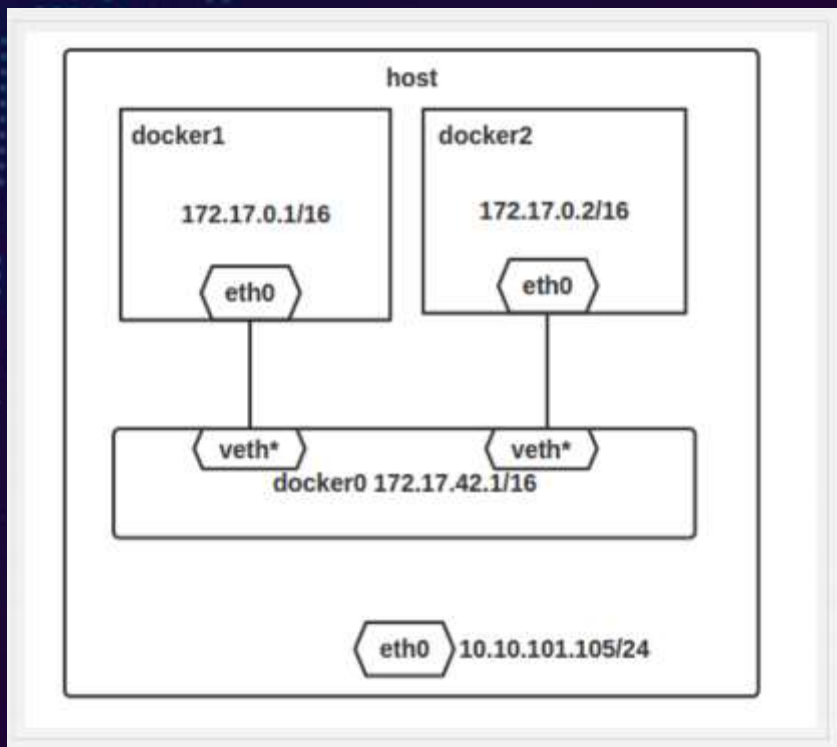 host
docker1
172.17.0.1/16
eth0
docker2
172.17.0.2/16
eth0
veth*
veth*
docker0 172.17.42.1/16
eth0 10.10.101.105/24